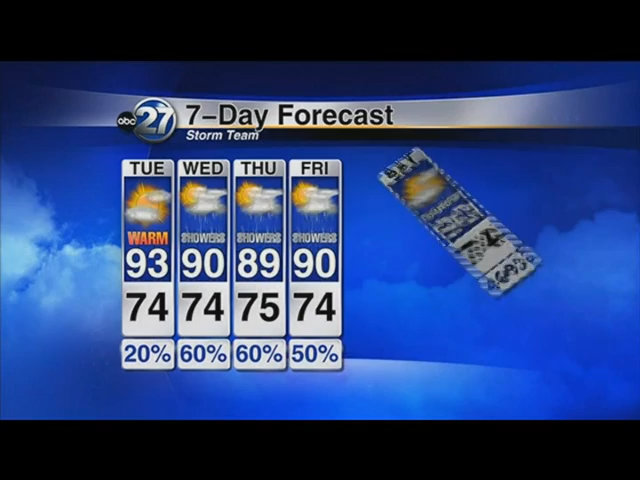 abc 27
7-Day Forecast
Storm Team
TUE WED THU FRI
WARM SHOWERS SHOWERS SHOWERS
93 90 89 90
74 74 75 74
20% 60% 60% 50%